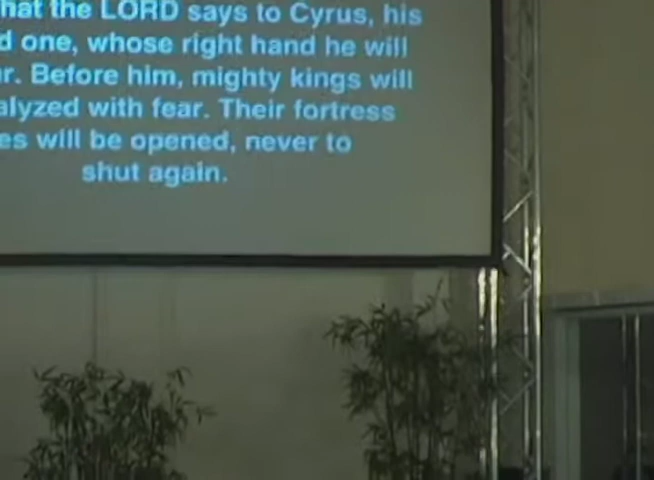 hat the LORD says to Cyrus, his
d one, whose right hand he will
r. Before him, mighty kings will
alyzed with fear. Their fortress
es will be opened, never to
shut again.